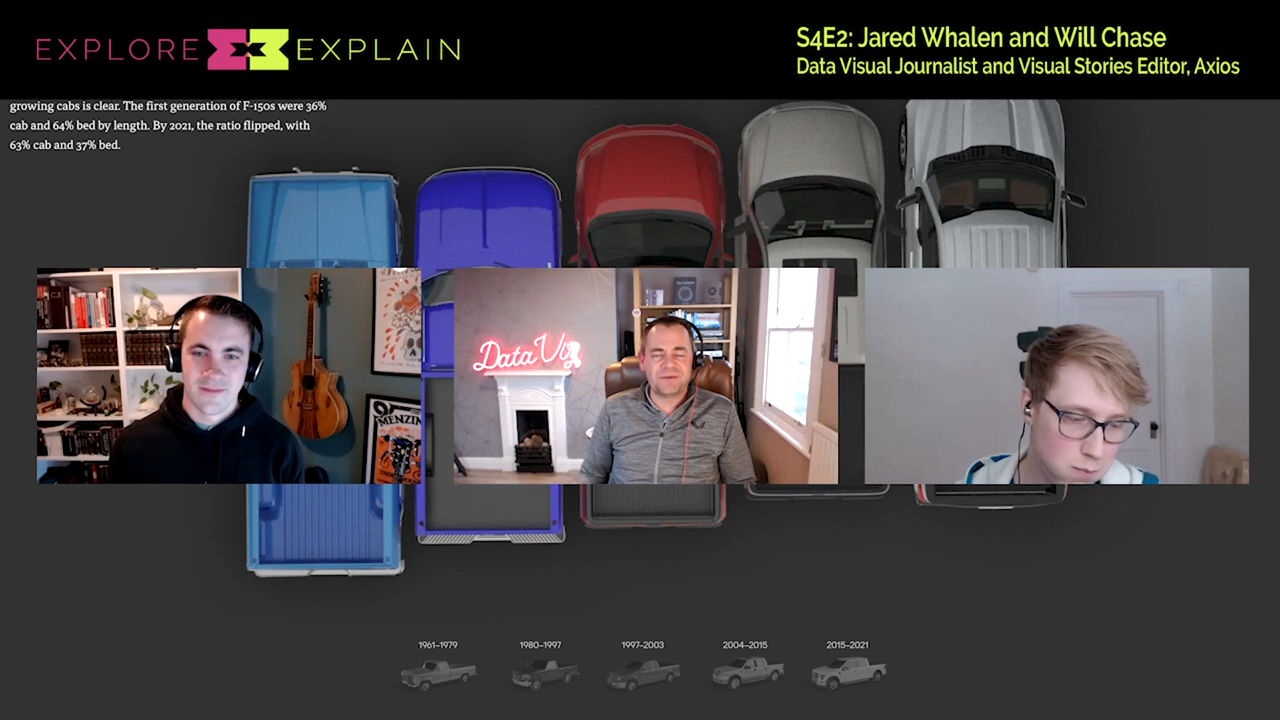 EXPLORE EXPLAIN
S4E2: Jared Whalen and Will Chase
Data Visual Journalist and Visual Stories Editor, Axios
growing cabs is clear. The first generation of F-150s were 36%
cab and 64% bed by length. By 2021, the ratio flipped, with
63% cab and 37% bed.
Data Viz
THE
MENZIN
1961–1979
1980–1997
1997–2003
2004–2015
2015–2021